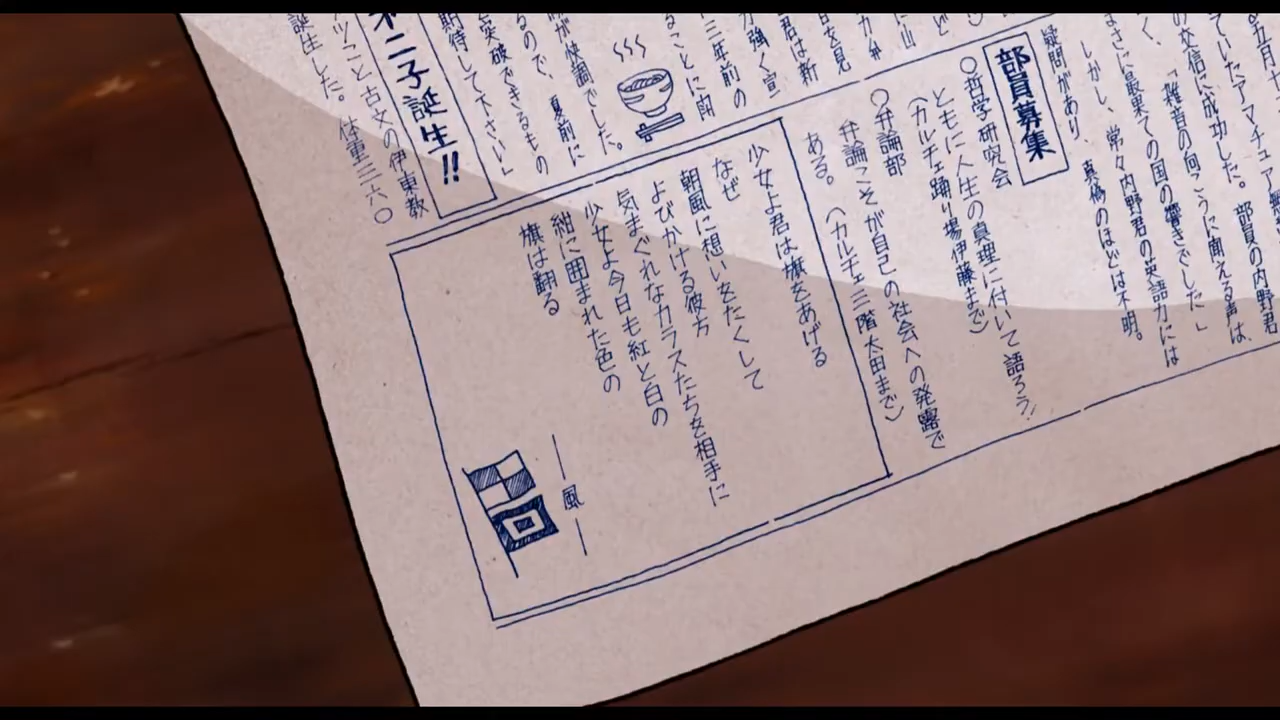 る五月十
ていたアマチュア無
の交信に成功した。部員の内野君
く、「雑音の向こうに聞える声は、
まさに最果ての国の響きでした」
しかし、常々内野君の英語力には
疑問があり、真偽のほどは不明。
部員募集
○哲学研究会
ともに人生の真理に付いて語ろう!
(カルチェ踊り場伊藤まで)
○弁論部
弁論こそが自己の社会への発露で
ある。(カルチェ三階太田まで)
に山
を見
君は新
力強く宣
三年前の
ることに
が快調でした。
るので、夏前に
突破できるもの
期待して下さい」
不二子誕生!!
ツこと古文の伊東教
誕生した。体重三六〇
少女よ君は旗をあげる
なぜ
朝風に想いをたくして
よびかける彼方
気まぐれなカラスたちを相手に
少女よ今日も紅と白の
紺に囲まれた色の
旗は翻る
―風―